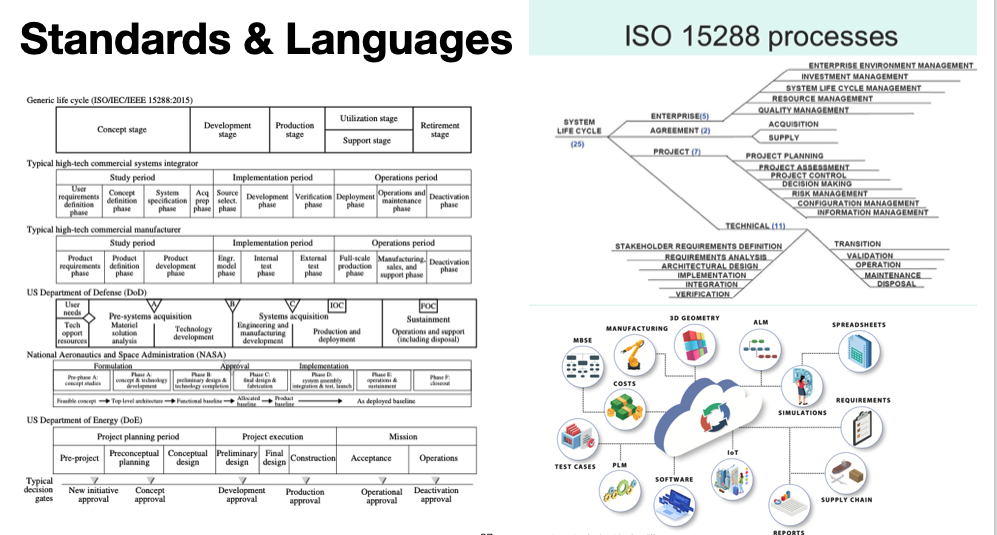 Standards & Languages
Generic life cycle (ISO/IEC/IEEE 15288:2015)
Concept stage
Development
stage
Production
stage
Utilization stage
Support stage
Retirement
stage
Typical high-tech commercial systems integrator
Study period
Implementation period
Operations period
User
requirements
definition
phase
Concept
definition
phase
System
specification
phase
Acq
prep
phase
Source
select.
phase
Development
phase
Verification
phase
Deployment
phase
Operations and
maintenance
phase
Deactivation
phase
Typical high-tech commercial manufacturer
Study period
Implementation period
Operations period
Product
requirements
phase
Product
definition
phase
Product
development
phase
Engr.
model
phase
Internal
test
phase
External
test
phase
Full-scale
production
phase
Manufacturing,
sales, and
support phase
Deactivation
phase
US Department of Defense (DoD)
User
needs
Tech
opport
resources
A
B
C
IOC
FOC
Pre-systems acquisition
Systems acquisition
Sustainment
Materiel
solution
analysis
Technology
development
Engineering and
manufacturing
development
Production and
deployment
Operations and support
(including disposal)
National Aeronautics and Space Administration (NASA)
Formulation
Approval
Implementation
Pre-phase A:
concept studies
Phase A:
concept & technology
development
Phase B:
preliminary design &
technology completion
Phase C:
final design &
fabrication
Phase D:
system assembly
integration & test, launch
Phase E:
operations &
sustainment
Phase F:
closeout
Feasible concept
Top level architecture
Functional baseline
Allocated
baseline
Product
baseline
As deployed baseline
US Department of Energy (DoE)
Project planning period
Project execution
Mission
Pre-project
Preconceptual
planning
Conceptual
design
Preliminary
design
Final
design
Construction
Acceptance
Operations
Typical
decision
gates
New initiative
approval
Concept
approval
Development
approval
Production
approval
Operational
approval
Deactivation
approval
ISO 15288 processes
SYSTEM
LIFE CYCLE
(25)
ENTERPRISE(5)
ENTERPRISE ENVIRONMENT MANAGEMENT
INVESTMENT MANAGEMENT
SYSTEM LIFE CYCLE MANAGEMENT
RESOURCE MANAGEMENT
QUALITY MANAGEMENT
AGREEMENT (2)
ACQUISITION
SUPPLY
PROJECT (7)
PROJECT PLANNING
PROJECT ASSESSMENT
PROJECT CONTROL
DECISION MAKING
RISK MANAGEMENT
CONFIGURATION MANAGEMENT
INFORMATION MANAGEMENT
TECHNICAL (11)
STAKEHOLDER REQUIREMENTS DEFINITION
REQUIREMENTS ANALYSIS
ARCHITECTURAL DESIGN
IMPLEMENTATION
INTEGRATION
VERIFICATION
TRANSITION
VALIDATION
OPERATION
MAINTENANCE
DISPOSAL
MBSE
MANUFACTURING
3D GEOMETRY
ALM
SPREADSHEETS
COSTS
SIMULATIONS
REQUIREMENTS
TEST CASES
PLM
SOFTWARE
IoT
SUPPLY CHAIN
REPORTS